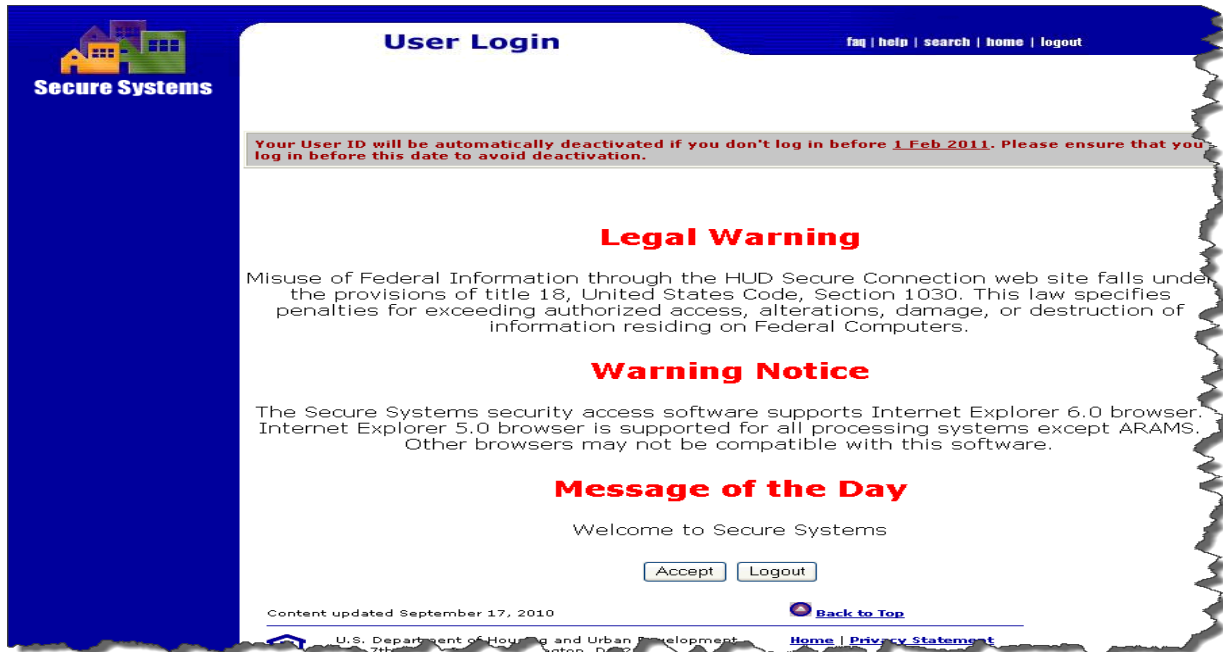 Secure Systems
User Login
faq | help | search | home | logout
Your User ID will be automatically deactivated if you don't log in before 1 Feb 2011. Please ensure that you
log in before this date to avoid deactivation.
Legal Warning
Misuse of Federal Information through the HUD Secure Connection web site falls under
the provisions of title 18, United States Code, Section 1030. This law specifies
penalties for exceeding authorized access, alterations, damage, or destruction of
information residing on Federal Computers.
Warning Notice
The Secure Systems security access software supports Internet Explorer 6.0 browser.
Internet Explorer 5.0 browser is supported for all processing systems except ARAMS.
Other browsers may not be compatible with this software.
Message of the Day
Welcome to Secure Systems
Accept Logout
Content updated September 17, 2010 Back to Top
U.S. Department of Housing and Urban Development Home | Privacy Statement